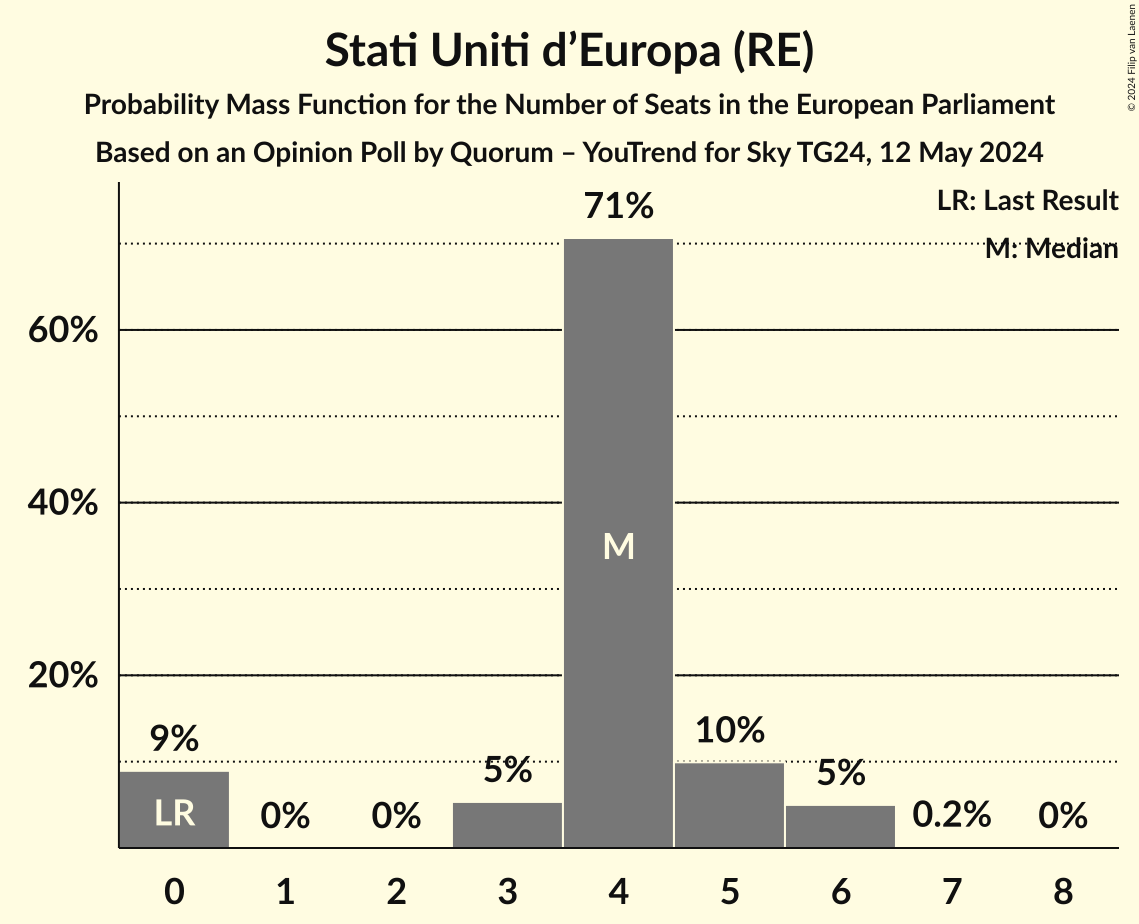 Stati Uniti d’Europa (RE)
Probability Mass Function for the Number of Seats in the European Parliament
Based on an Opinion Poll by Quorum – YouTrend for Sky TG24, 12 May 2024
© 2024 Filip van Laenen
LR: Last Result
M: Median
71%
60%
40%
20%
M
9%
LR
0%
0%
5%
10%
5%
0.2%
0%
0 1 2 3 4 5 6 7 8